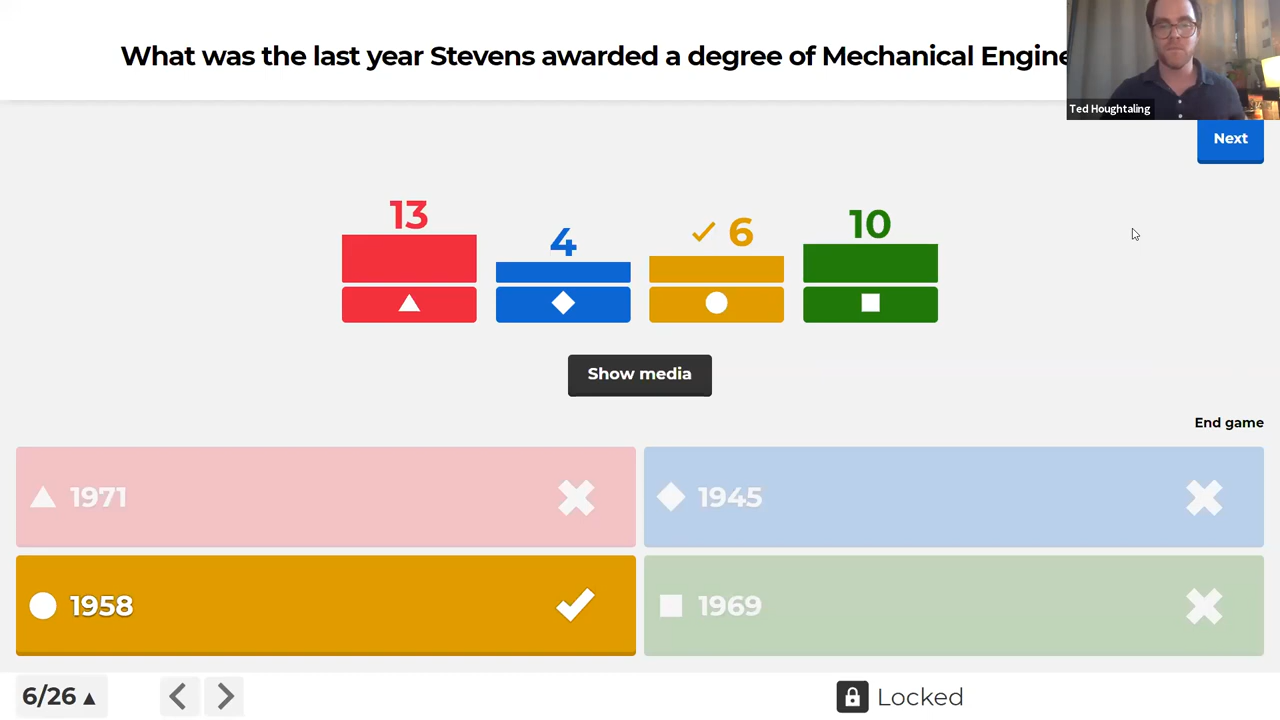 What was the last year Stevens awarded a degree of Mechanical Engine
Ted Houghtaling
Next
13
4
6
10
Show media
End game
1971
1945
1958
1969
6/26
Locked